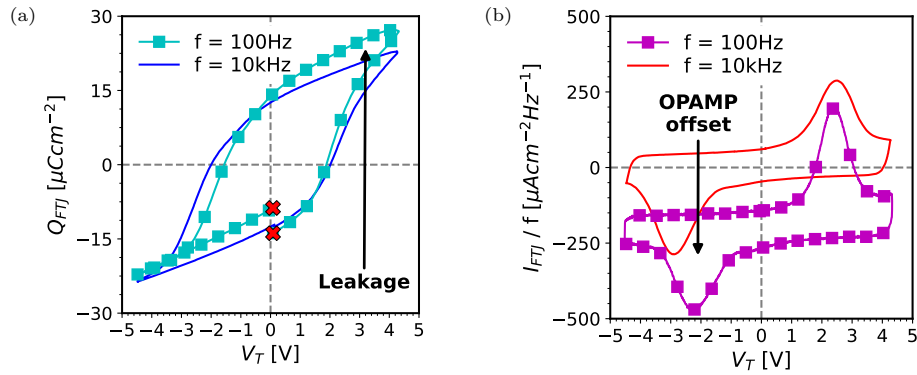 (a)
30
15
0
−15
−30
Q_FTJ [μCcm⁻²]
f = 100Hz
f = 10kHz
Leakage
−5 −4 −3 −2 −1 0 1 2 3 4 5
V_T [V]
(b)
500
250
0
−250
−500
I_FTJ / f [μAcm⁻²Hz⁻¹]
f = 100Hz
f = 10kHz
OPAMP
offset
−5 −4 −3 −2 −1 0 1 2 3 4 5
V_T [V]